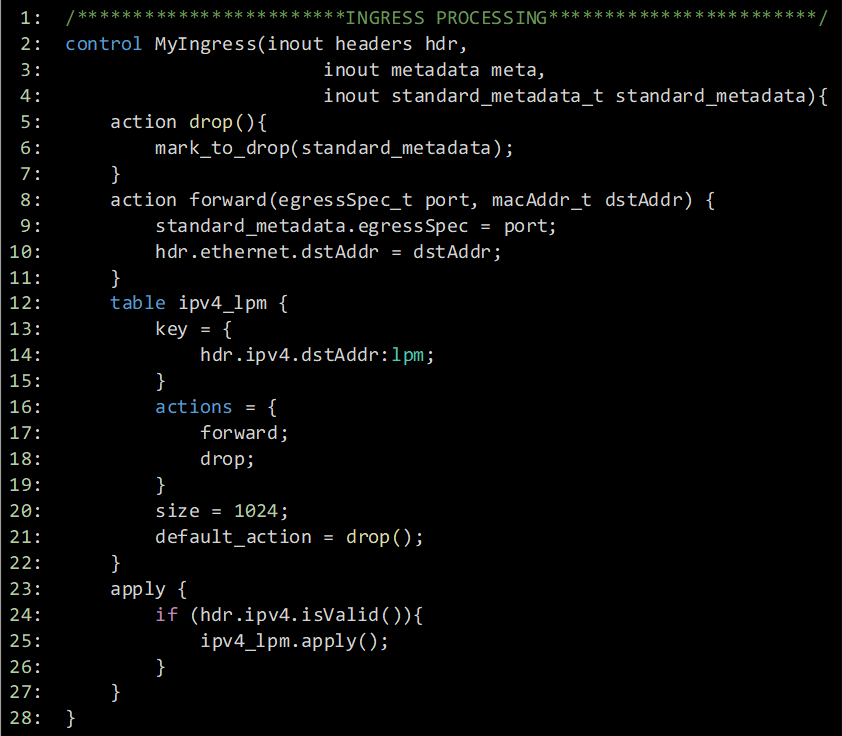 1: /************************INGRESS PROCESSING************************/
2: control MyIngress(inout headers hdr,
3: inout metadata meta,
4: inout standard_metadata_t standard_metadata){
5: action drop(){
6: mark_to_drop(standard_metadata);
7: }
8: action forward(egressSpec_t port, macAddr_t dstAddr) {
9: standard_metadata.egressSpec = port;
10: hdr.ethernet.dstAddr = dstAddr;
11: }
12: table ipv4_lpm {
13: key = {
14: hdr.ipv4.dstAddr:lpm;
15: }
16: actions = {
17: forward;
18: drop;
19: }
20: size = 1024;
21: default_action = drop();
22: }
23: apply {
24: if (hdr.ipv4.isValid()){
25: ipv4_lpm.apply();
26: }
27: }
28: }